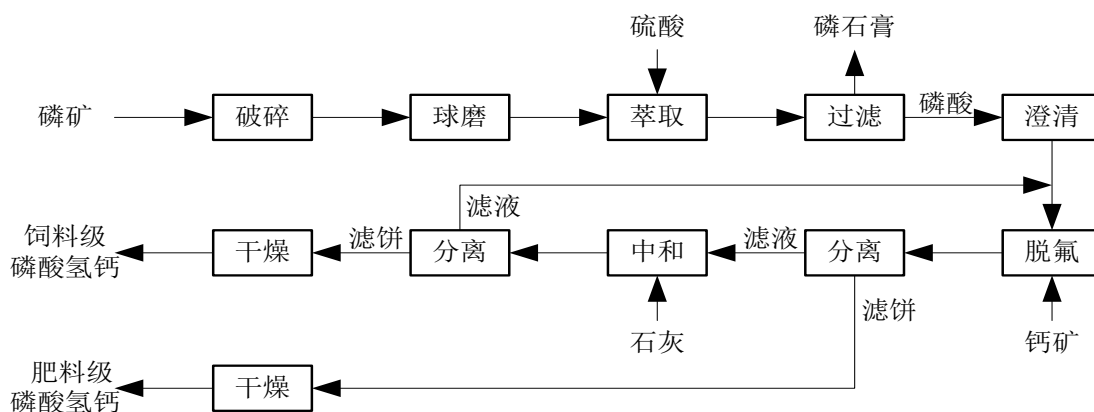 硫酸
磷石膏
磷矿
破碎
球磨
萃取
过滤
磷酸
澄清
滤液
饲料级
磷酸氢钙
干燥
滤饼
分离
中和
滤液
分离
脱氟
滤饼
石灰
钙矿
肥料级
磷酸氢钙
干燥